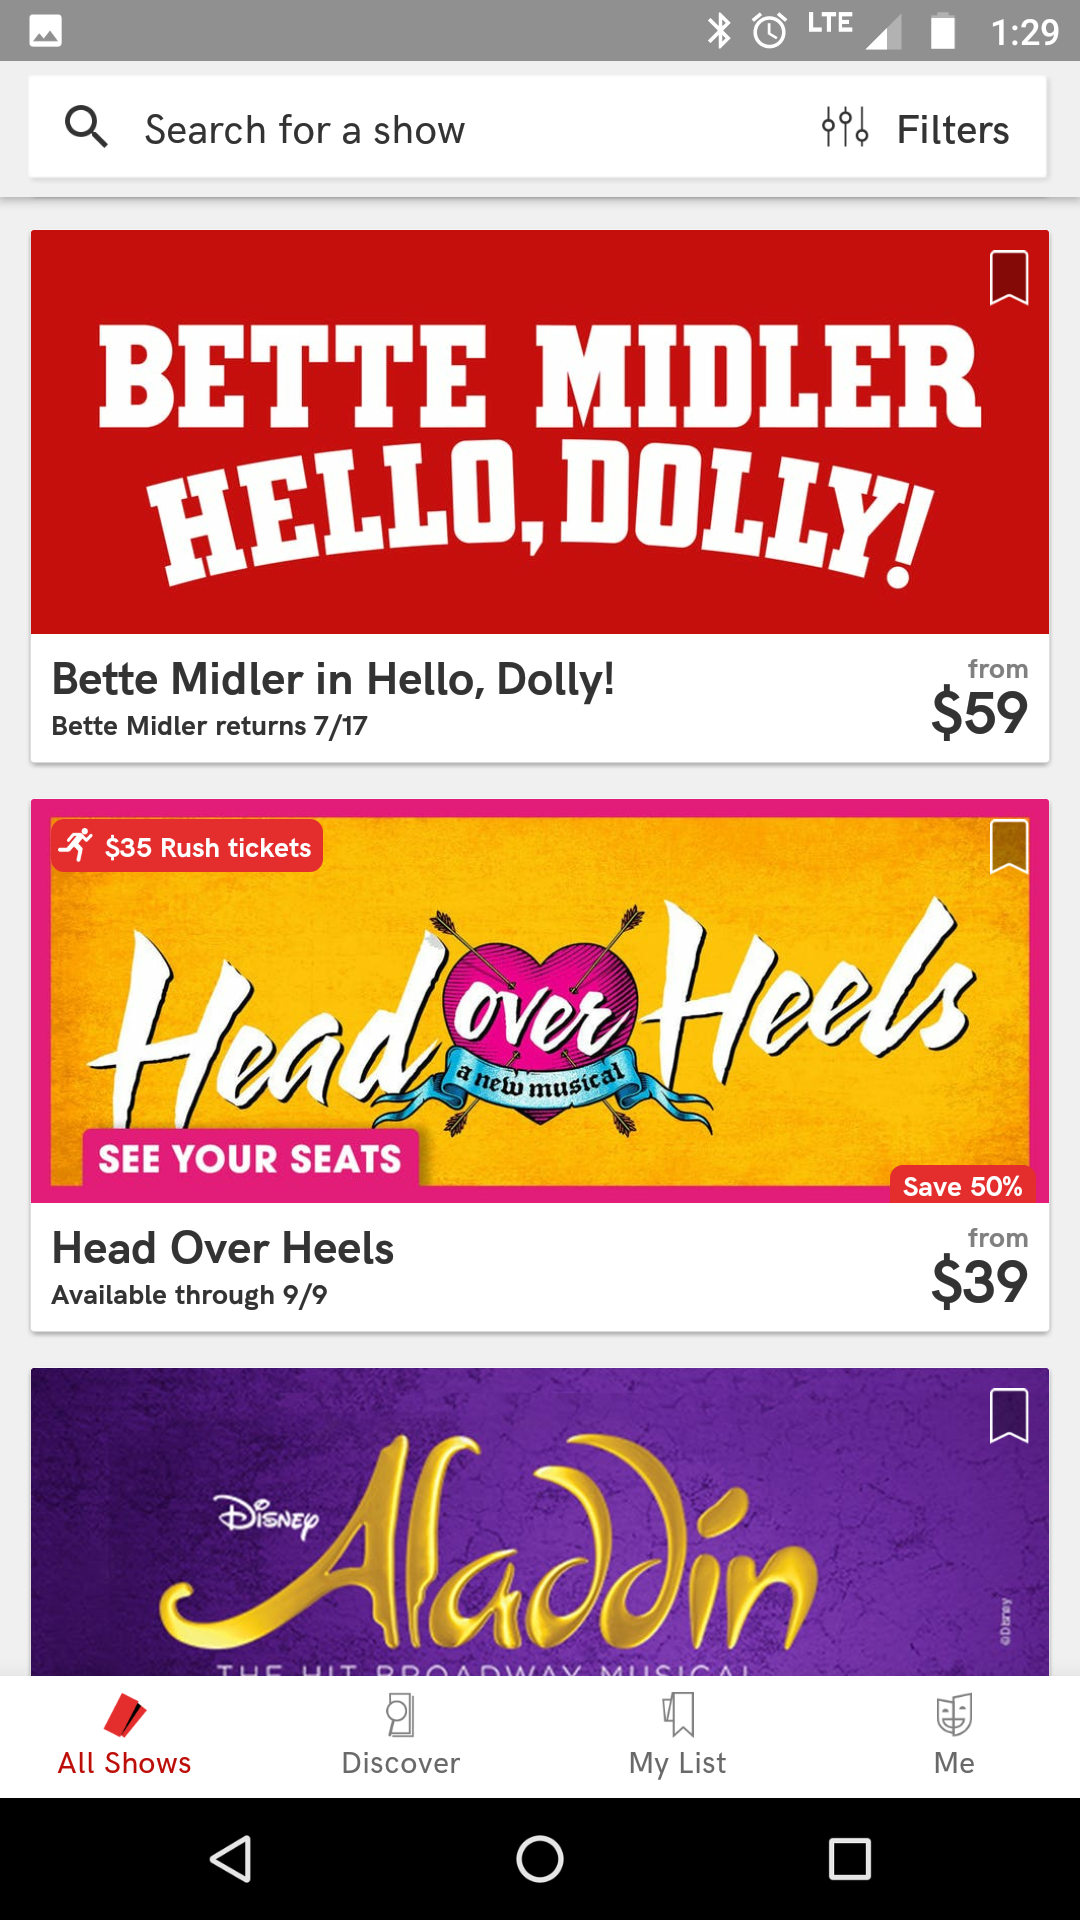 LTE 1:29
Search for a show Filters
BETTE MIDLER
HELLO, DOLLY!
Bette Midler in Hello, Dolly!
Bette Midler returns 7/17
from
$59
$35 Rush tickets
Head over Heels
a new musical
SEE YOUR SEATS
Save 50%
Head Over Heels
Available through 9/9
from
$39
DISNEY
Aladdin
©Disney
THE HIT BROADWAY MUSICAL
All Shows Discover My List Me